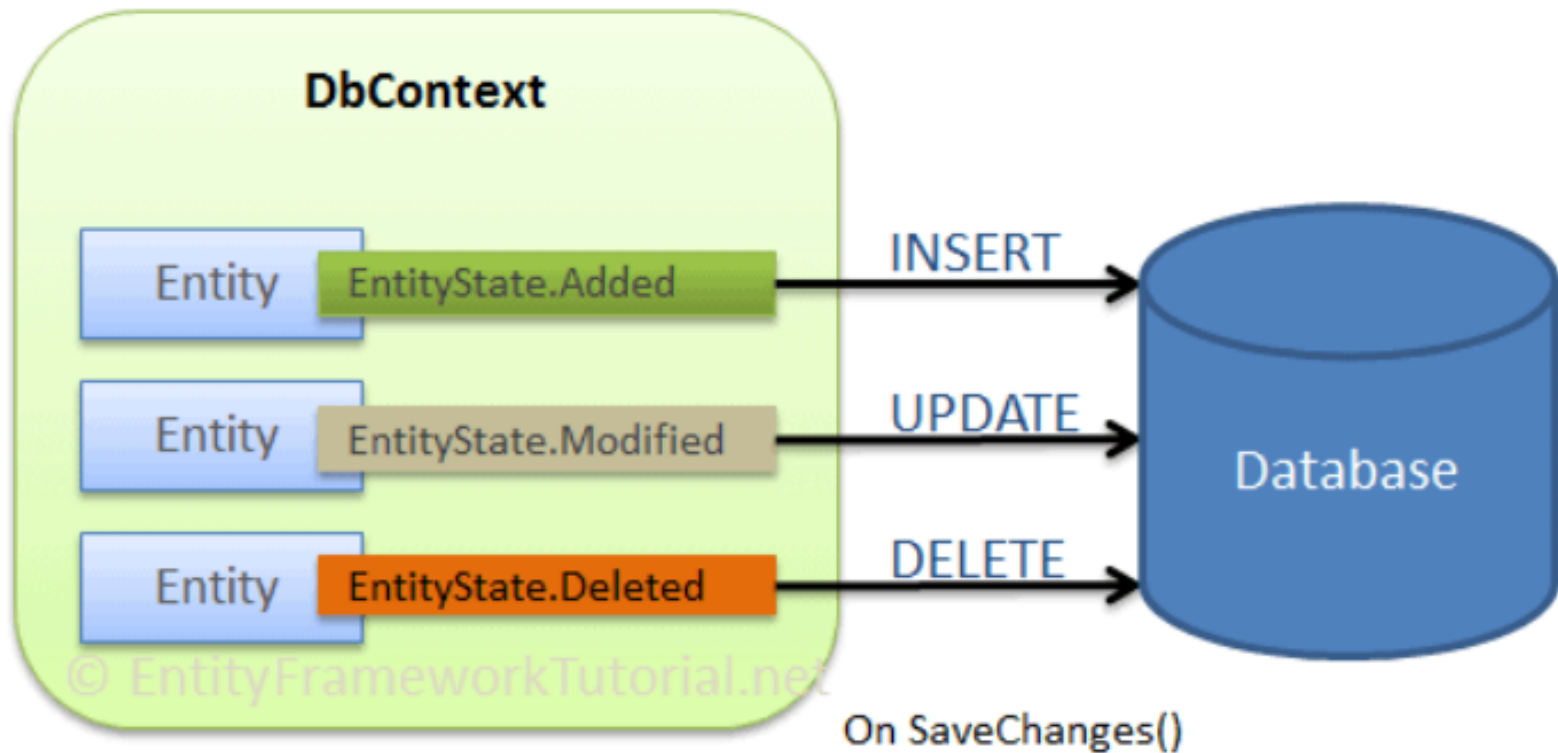 DbContext
Entity
EntityState.Added
INSERT
Entity
EntityState.Modified
UPDATE
Database
Entity
EntityState.Deleted
DELETE
© EntityFrameworkTutorial.net
On SaveChanges()